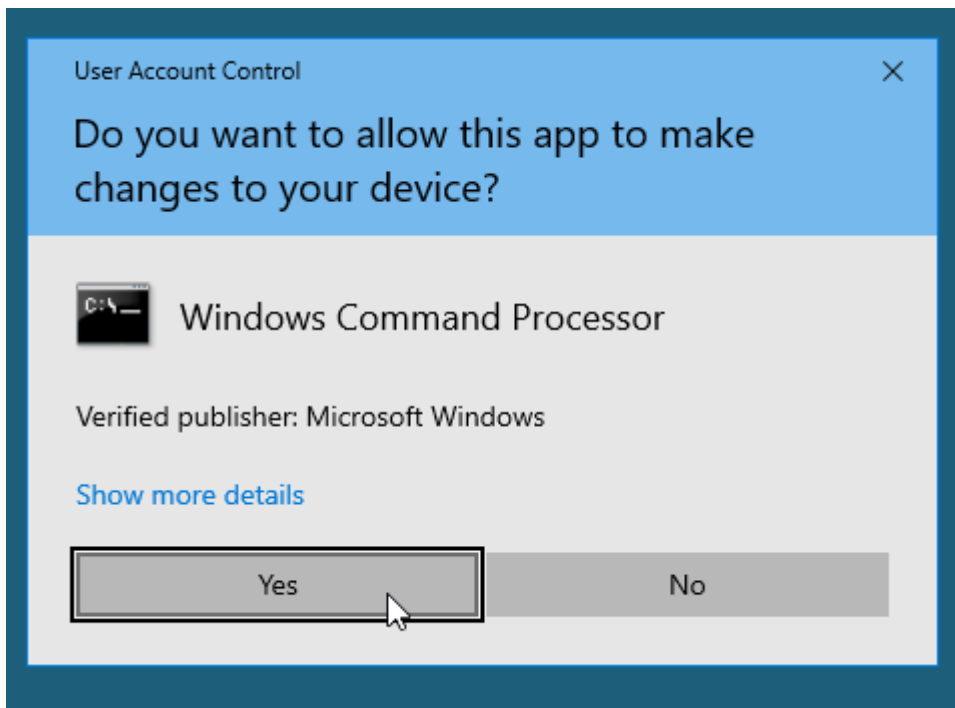 User Account Control
Do you want to allow this app to make
changes to your device?
C:\_
Windows Command Processor
Verified publisher: Microsoft Windows
Show more details
Yes
No